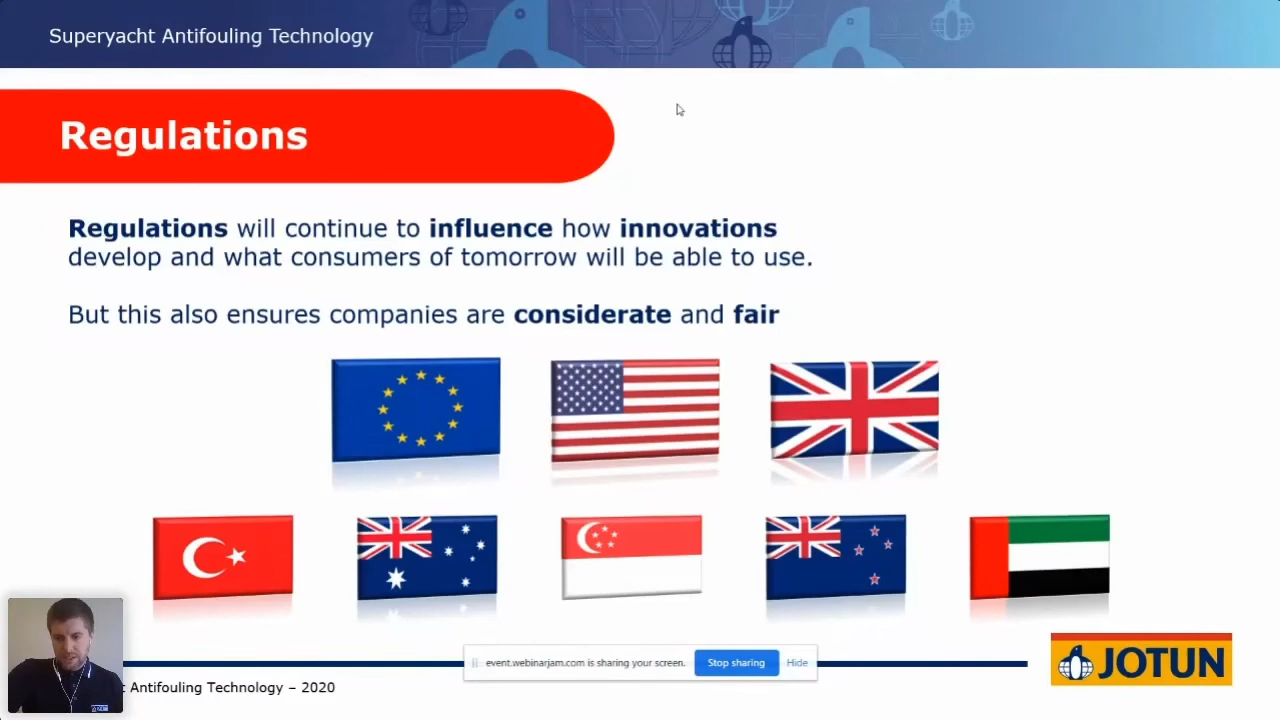 Superyacht Antifouling Technology
Regulations
Regulations will continue to influence how innovations
develop and what consumers of tomorrow will be able to use.
But this also ensures companies are considerate and fair
event.webinarjam.com is sharing your screen.
Stop sharing
Hide
JOTUN
Antifouling Technology – 2020